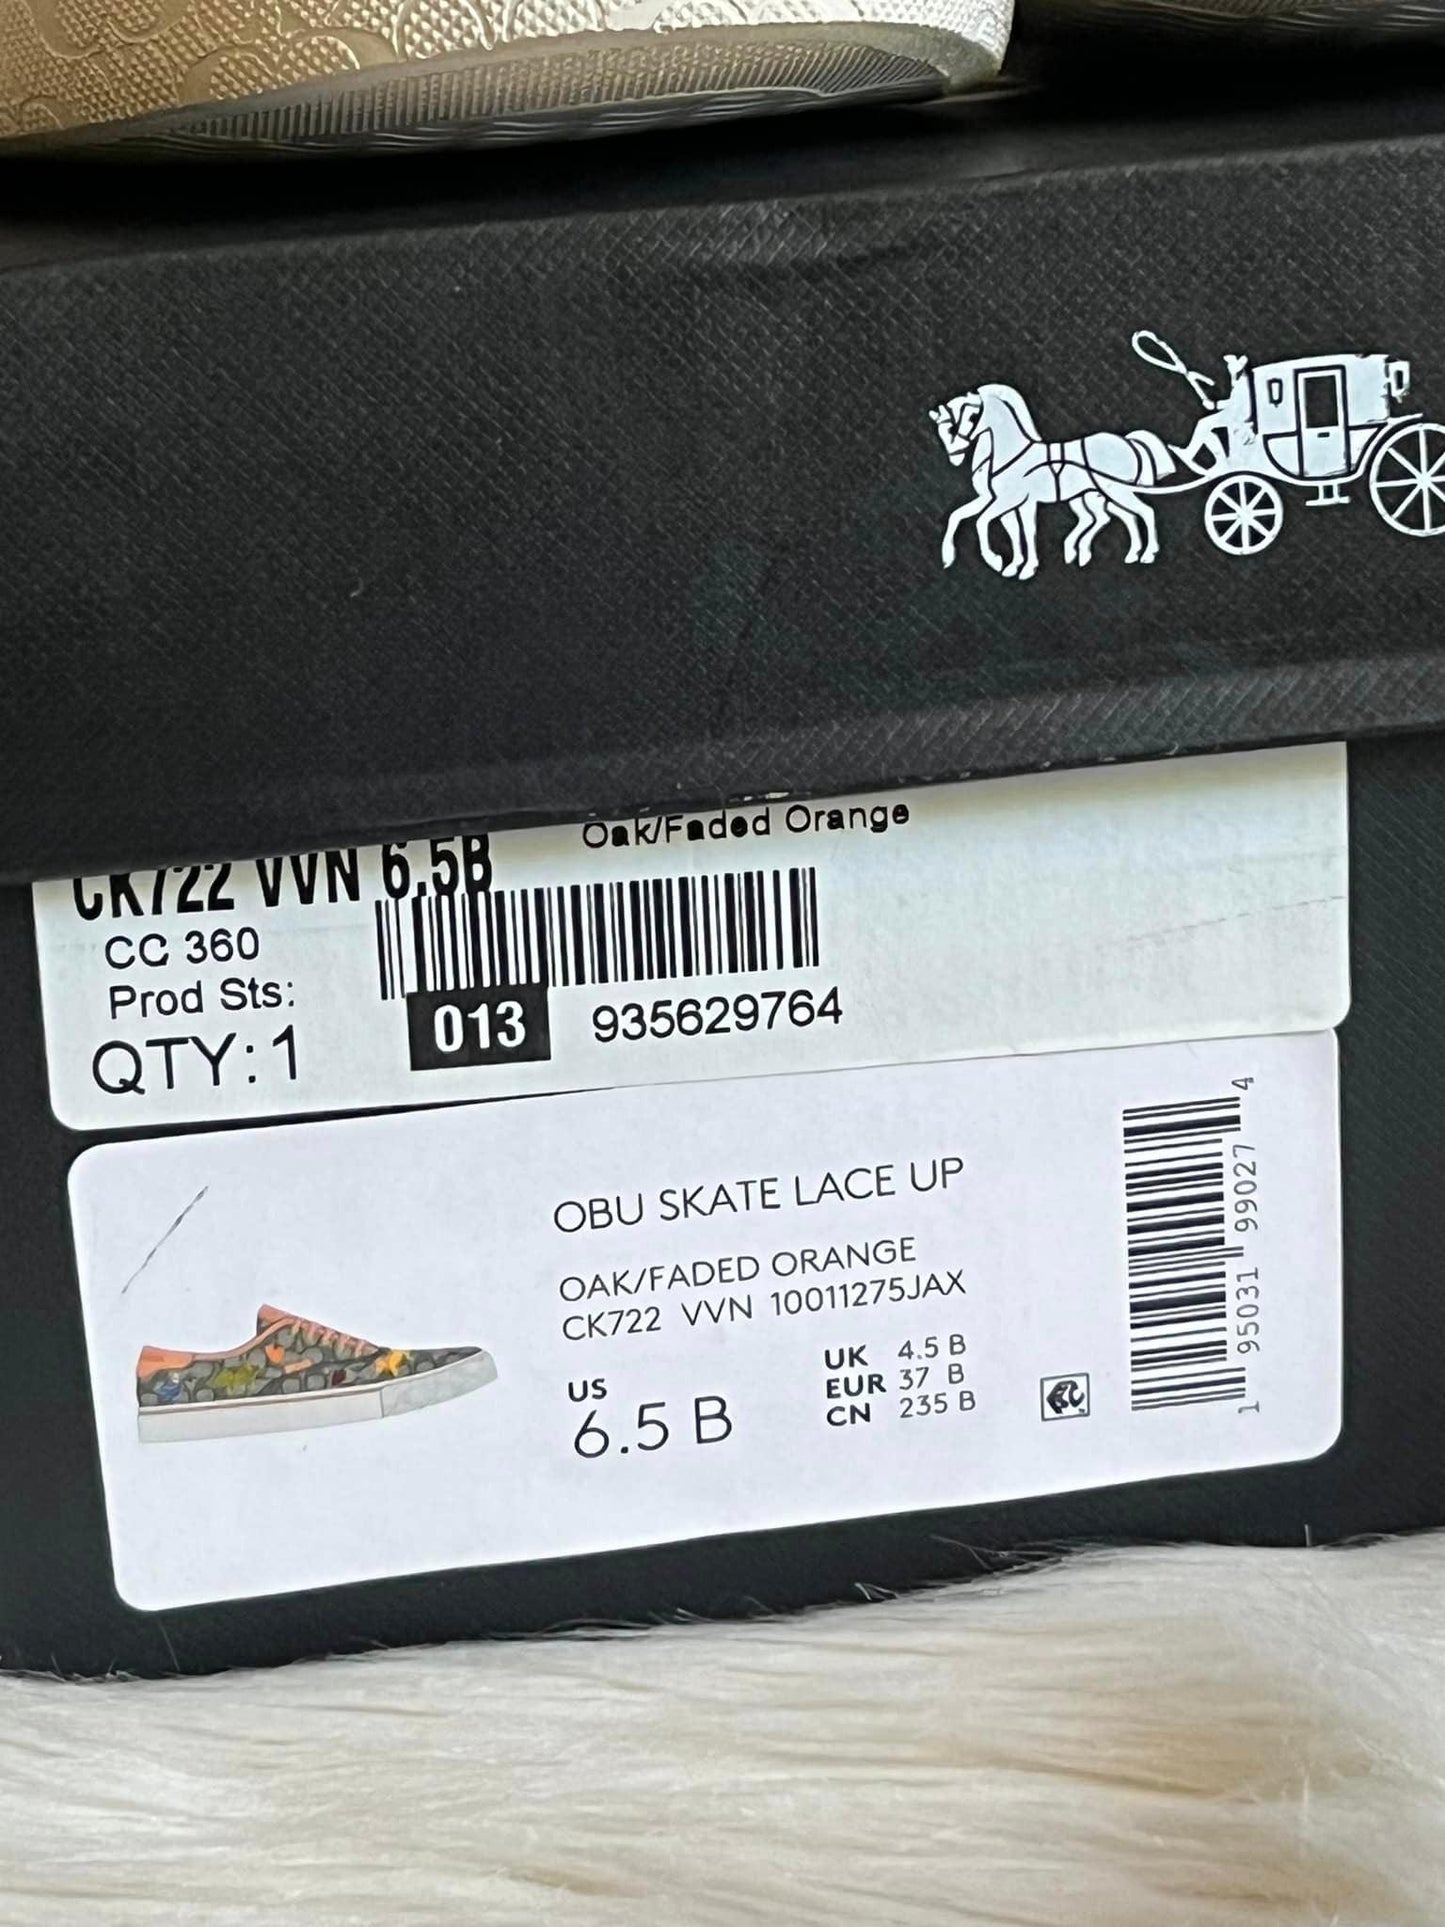 Oak/Faded Orange
CK722 VVN 6.5B
CC 360
Prod Sts:
QTY:1
013 935629764
OBU SKATE LACE UP
OAK/FADED ORANGE
CK722 VVN 10011275JAX
US
6.5 B
UK 4.5 B
EUR 37 B
CN 235 B
1 95031 99027 4